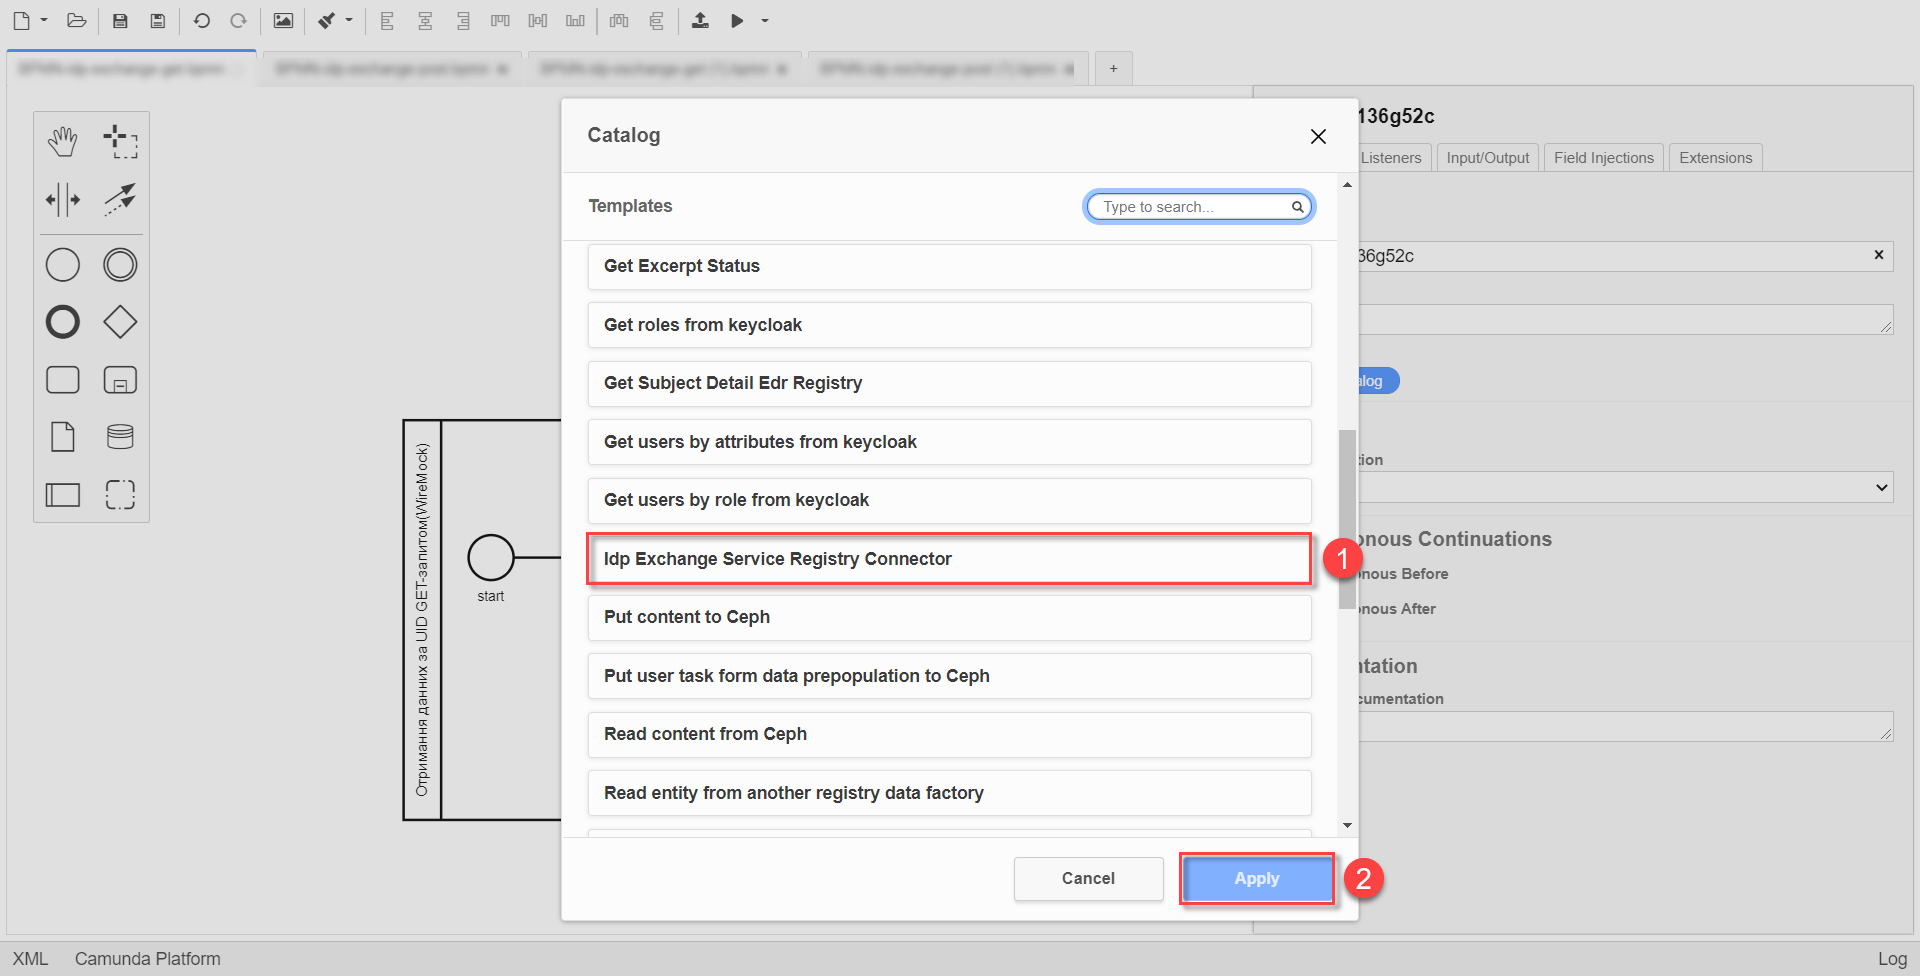 +
136g52c
Listeners
Input/Output
Field Injections
Extensions
Catalog
Templates
Type to search...
Get Excerpt Status
Get roles from keycloak
Get Subject Detail Edr Registry
Get users by attributes from keycloak
Get users by role from keycloak
Idp Exchange Service Registry Connector
1
Put content to Ceph
Put user task form data prepopulation to Ceph
Read content from Ceph
Read entity from another registry data factory
Cancel
Apply
2
36g52c
alog
tion
onous Continuations
onous Before
onous After
ntation
cumentation
Отримання данних за UID GET-запитом(WireMock)
start
XML
Camunda Platform
Log